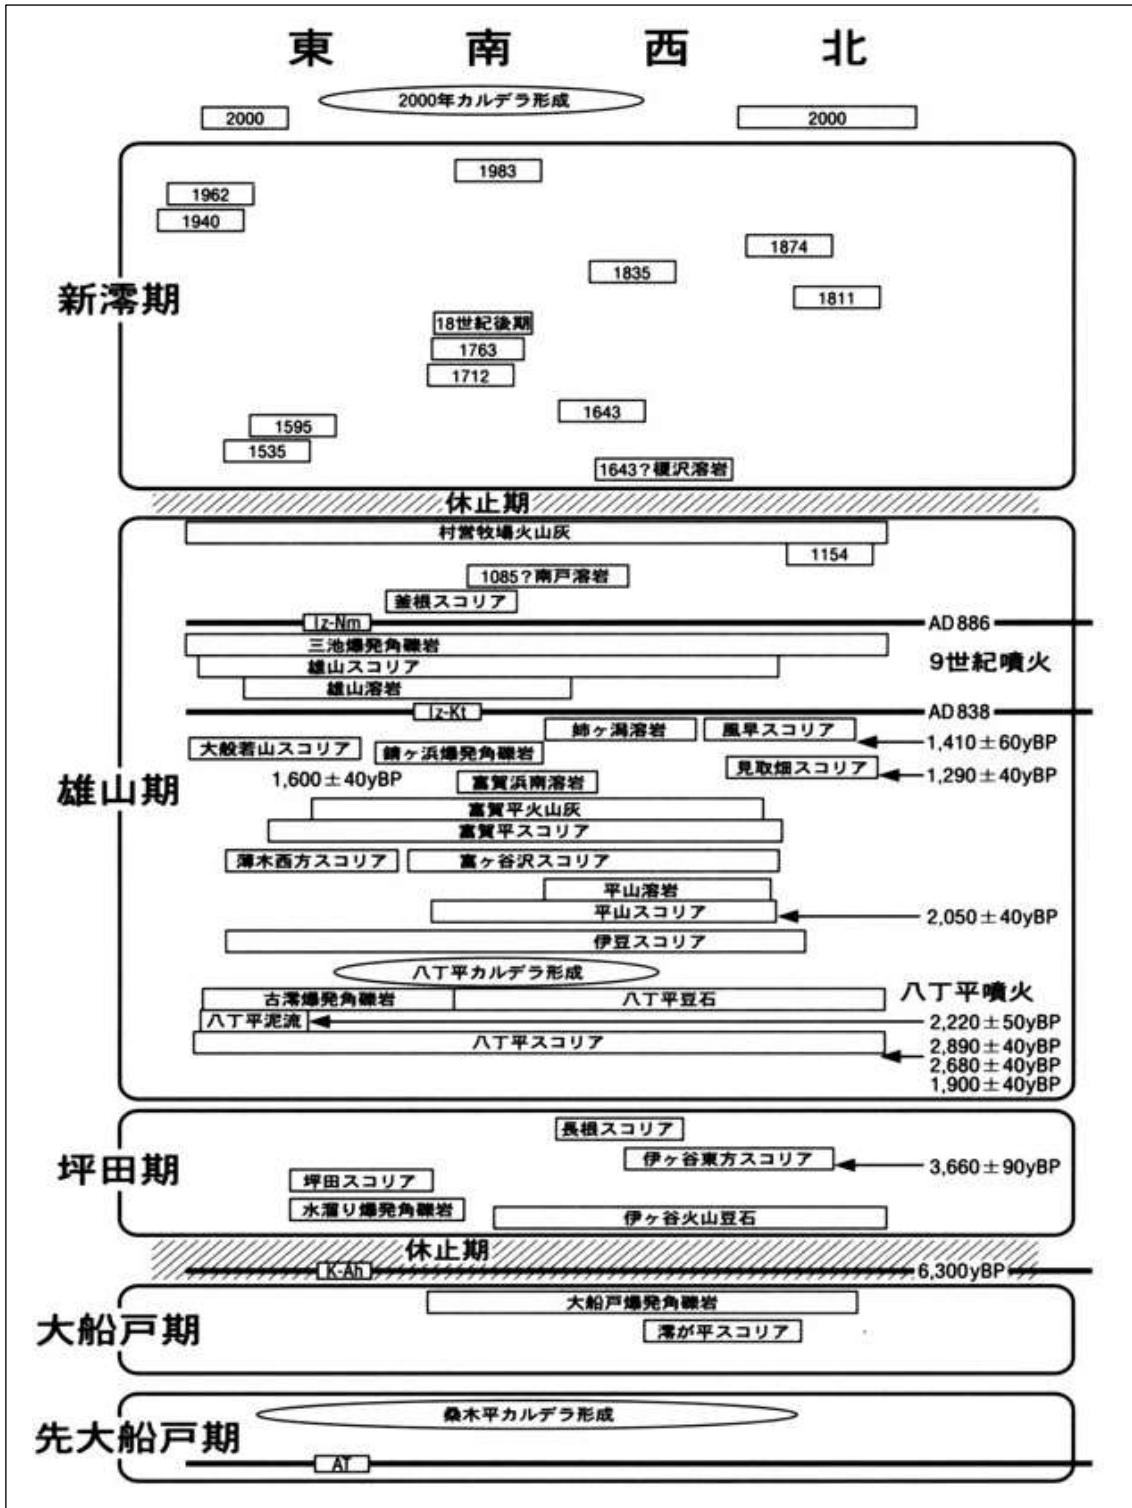 東 南 西 北
2000年カルデラ形成
2000
2000
新澪期
1983
1962
1940
1874
1835
1811
18世紀後期
1763
1712
1643
1595
1535
1643?榎沢溶岩
休止期
雄山期
村営牧場火山灰
1154
1085?南戸溶岩
釜根スコリア
Iz-Nm
AD886
三池爆発角礫岩
9世紀噴火
雄山スコリア
雄山溶岩
Iz-Kt
AD838
姉ヶ潟溶岩
風早スコリア
大般若山スコリア
錆ヶ浜爆発角礫岩
1,410±60yBP
1,600±40yBP
富賀浜南溶岩
見取畑スコリア
1,290±40yBP
富賀平火山灰
富賀平スコリア
薄木西方スコリア
富ヶ谷沢スコリア
平山溶岩
平山スコリア
2,050±40yBP
伊豆スコリア
八丁平カルデラ形成
古澪爆発角礫岩
八丁平豆石
八丁平噴火
八丁平泥流
2,220±50yBP
八丁平スコリア
2,890±40yBP
2,680±40yBP
1,900±40yBP
坪田期
長根スコリア
伊ヶ谷東方スコリア
3,660±90yBP
坪田スコリア
水溜り爆発角礫岩
伊ヶ谷火山豆石
休止期
K-Ah
6,300yBP
大船戸期
大船戸爆発角礫岩
澪が平スコリア
先大船戸期
桑木平カルデラ形成
AT